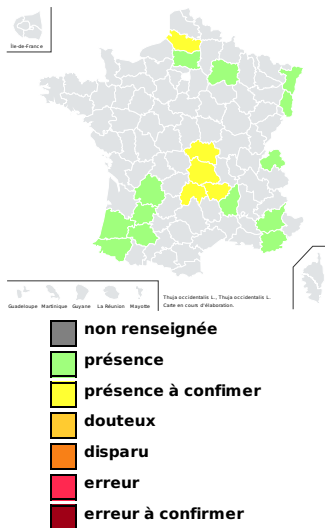 Île-de-France
Guadeloupe Martinique Guyane La Réunion Mayotte
Thuja occidentalis L., Thuja occidentalis L.
Carte en cours d'élaboration.
non renseignée
présence
présence à confimer
douteux
disparu
erreur
erreur à confirmer